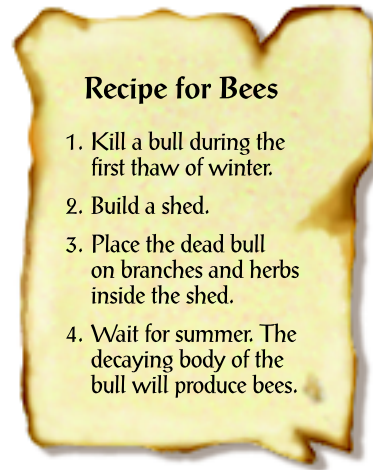 Recipe for Bees
1. Kill a bull during the
first thaw of winter.
2. Build a shed.
3. Place the dead bull
on branches and herbs
inside the shed.
4. Wait for summer. The
decaying body of the
bull will produce bees.